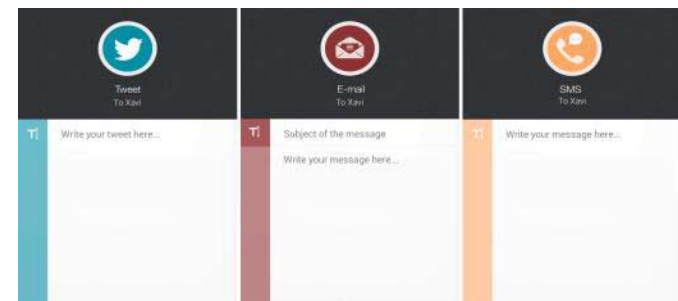 Tweet
To Xavi
Write your tweet here...
E-mail
To Xavi
Subject of the message
Write your message here...
SMS
To Xavi
Write your message here...